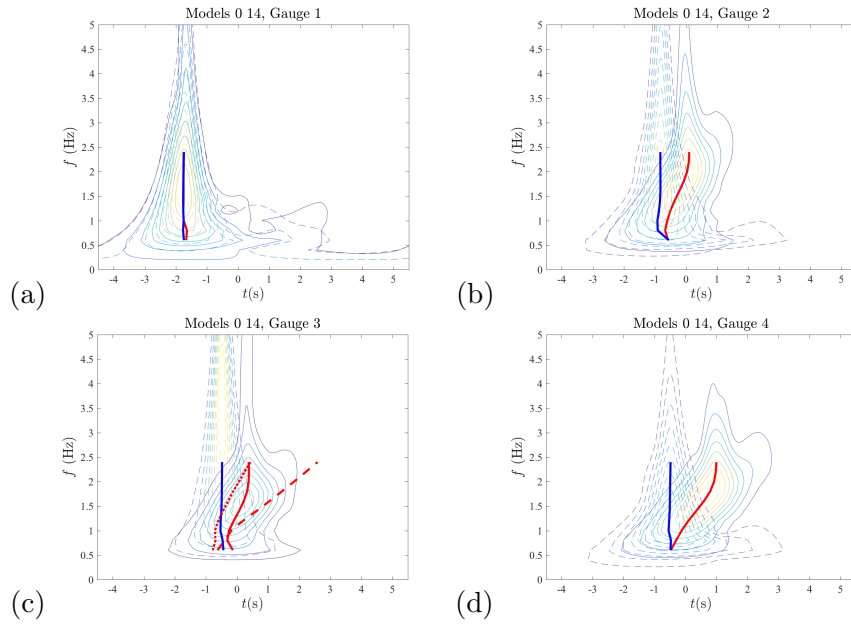 Models 0 14, Gauge 1
5
4.5
4
3.5
3
2.5
2
1.5
1
0.5
0
f (Hz)
-4 -3 -2 -1 0 1 2 3 4 5
t(s)
(a)
Models 0 14, Gauge 2
5
4.5
4
3.5
3
2.5
2
1.5
1
0.5
0
f (Hz)
-4 -3 -2 -1 0 1 2 3 4 5
t(s)
(b)
Models 0 14, Gauge 3
5
4.5
4
3.5
3
2.5
2
1.5
1
0.5
0
f (Hz)
-4 -3 -2 -1 0 1 2 3 4 5
t(s)
(c)
Models 0 14, Gauge 4
5
4.5
4
3.5
3
2.5
2
1.5
1
0.5
0
f (Hz)
-4 -3 -2 -1 0 1 2 3 4 5
t(s)
(d)